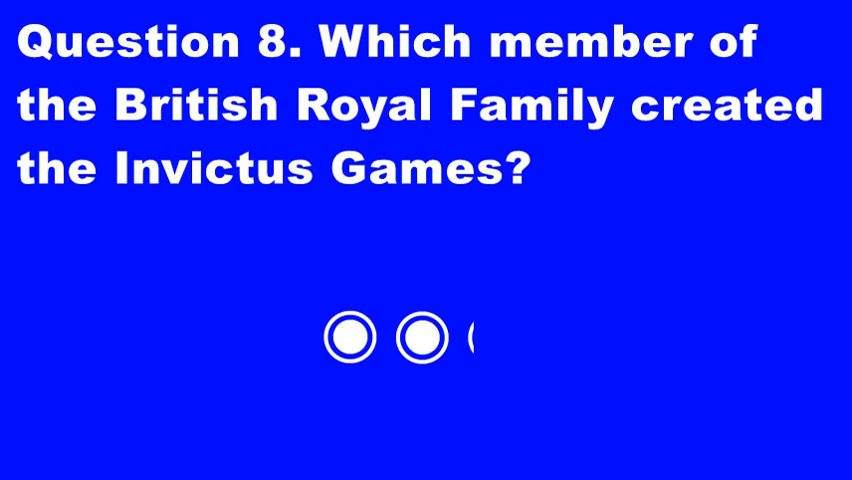 Question 8. Which member of
the British Royal Family created
the Invictus Games?